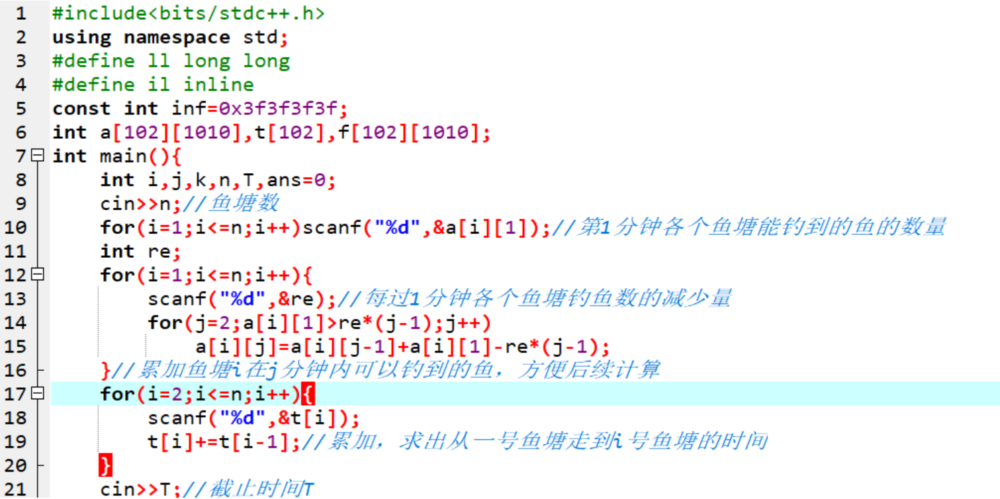 1 #include<bits/stdc++.h>
2 using namespace std;
3 #define ll long long
4 #define il inline
5 const int inf=0x3f3f3f3f;
6 int a[102][1010],t[102],f[102][1010];
7 int main(){
8 int i,j,k,n,T,ans=0;
9 cin>>n;//鱼塘数
10 for(i=1;i<=n;i++)scanf("%d",&a[i][1]);//第1分钟各个鱼塘能钓到的鱼的数量
11 int re;
12 for(i=1;i<=n;i++){
13 scanf("%d",&re);//每过1分钟各个鱼塘钓鱼数的减少量
14 for(j=2;a[i][1]>re*(j-1);j++)
15 a[i][j]=a[i][j-1]+a[i][1]-re*(j-1);
16 }//累加鱼塘i在j分钟内可以钓到的鱼，方便后续计算
17 for(i=2;i<=n;i++){
18 scanf("%d",&t[i]);
19 t[i]+=t[i-1];//累加，求出从一号鱼塘走到i号鱼塘的时间
20 }
21 cin>>T;//截止时间T